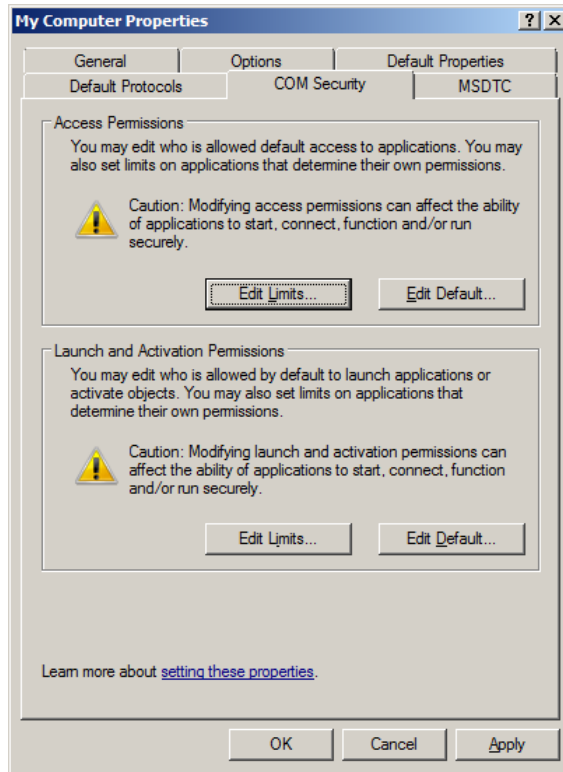 My Computer Properties
General Options Default Properties
Default Protocols COM Security MSDTC
Access Permissions
You may edit who is allowed default access to applications. You may
also set limits on applications that determine their own permissions.
Caution: Modifying access permissions can affect the ability
of applications to start, connect, function and/or run
securely.
Edit Limits... Edit Default...
Launch and Activation Permissions
You may edit who is allowed by default to launch applications or
activate objects. You may also set limits on applications that
determine their own permissions.
Caution: Modifying launch and activation permissions can
affect the ability of applications to start, connect, function
and/or run securely.
Edit Limits... Edit Default...
Learn more about setting these properties.
OK Cancel Apply